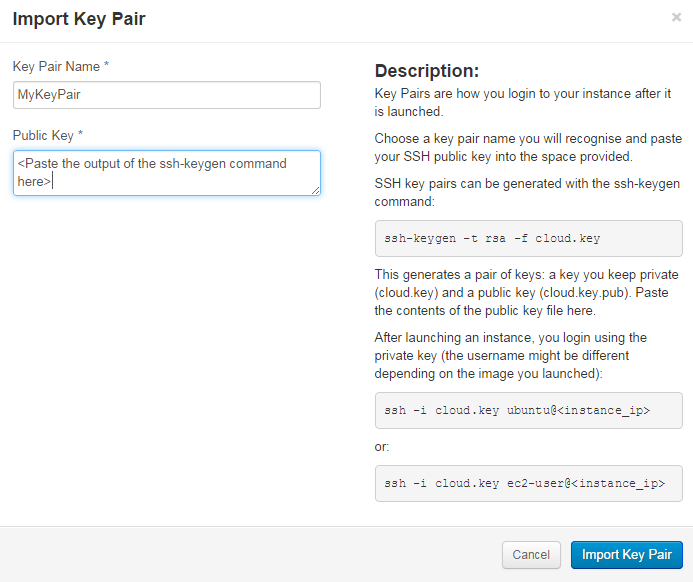 Import Key Pair
×
Key Pair Name *
MyKeyPair
Public Key *
<Paste the output of the ssh-keygen command
here>
Description:
Key Pairs are how you login to your instance after it
is launched.
Choose a key pair name you will recognise and paste
your SSH public key into the space provided.
SSH key pairs can be generated with the ssh-keygen
command:
ssh-keygen -t rsa -f cloud.key
This generates a pair of keys: a key you keep private
(cloud.key) and a public key (cloud.key.pub). Paste
the contents of the public key file here.
After launching an instance, you login using the
private key (the username might be different
depending on the image you launched):
ssh -i cloud.key ubuntu@<instance_ip>
or:
ssh -i cloud.key ec2-user@<instance_ip>
Cancel
Import Key Pair